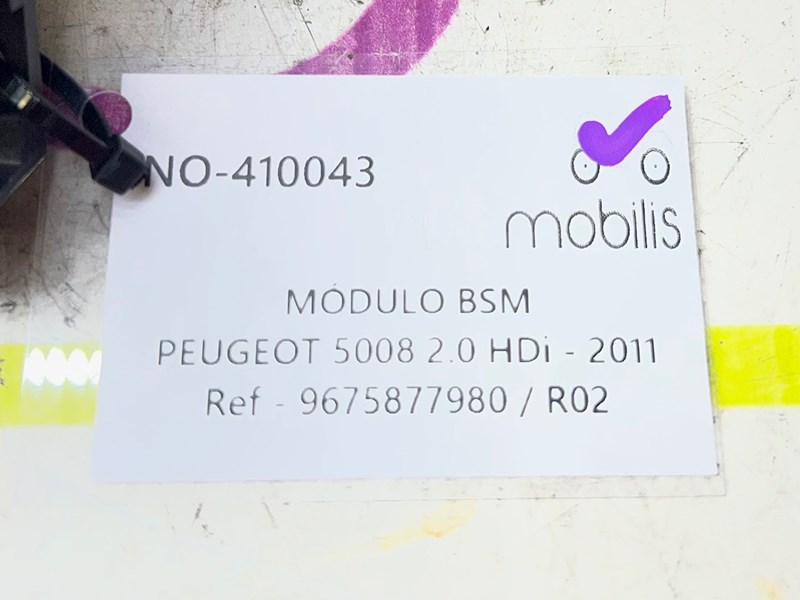 NO-410043
mobilis
MÓDULO BSM
PEUGEOT 5008 2.0 HDi - 2011
Ref - 9675877980 / R02